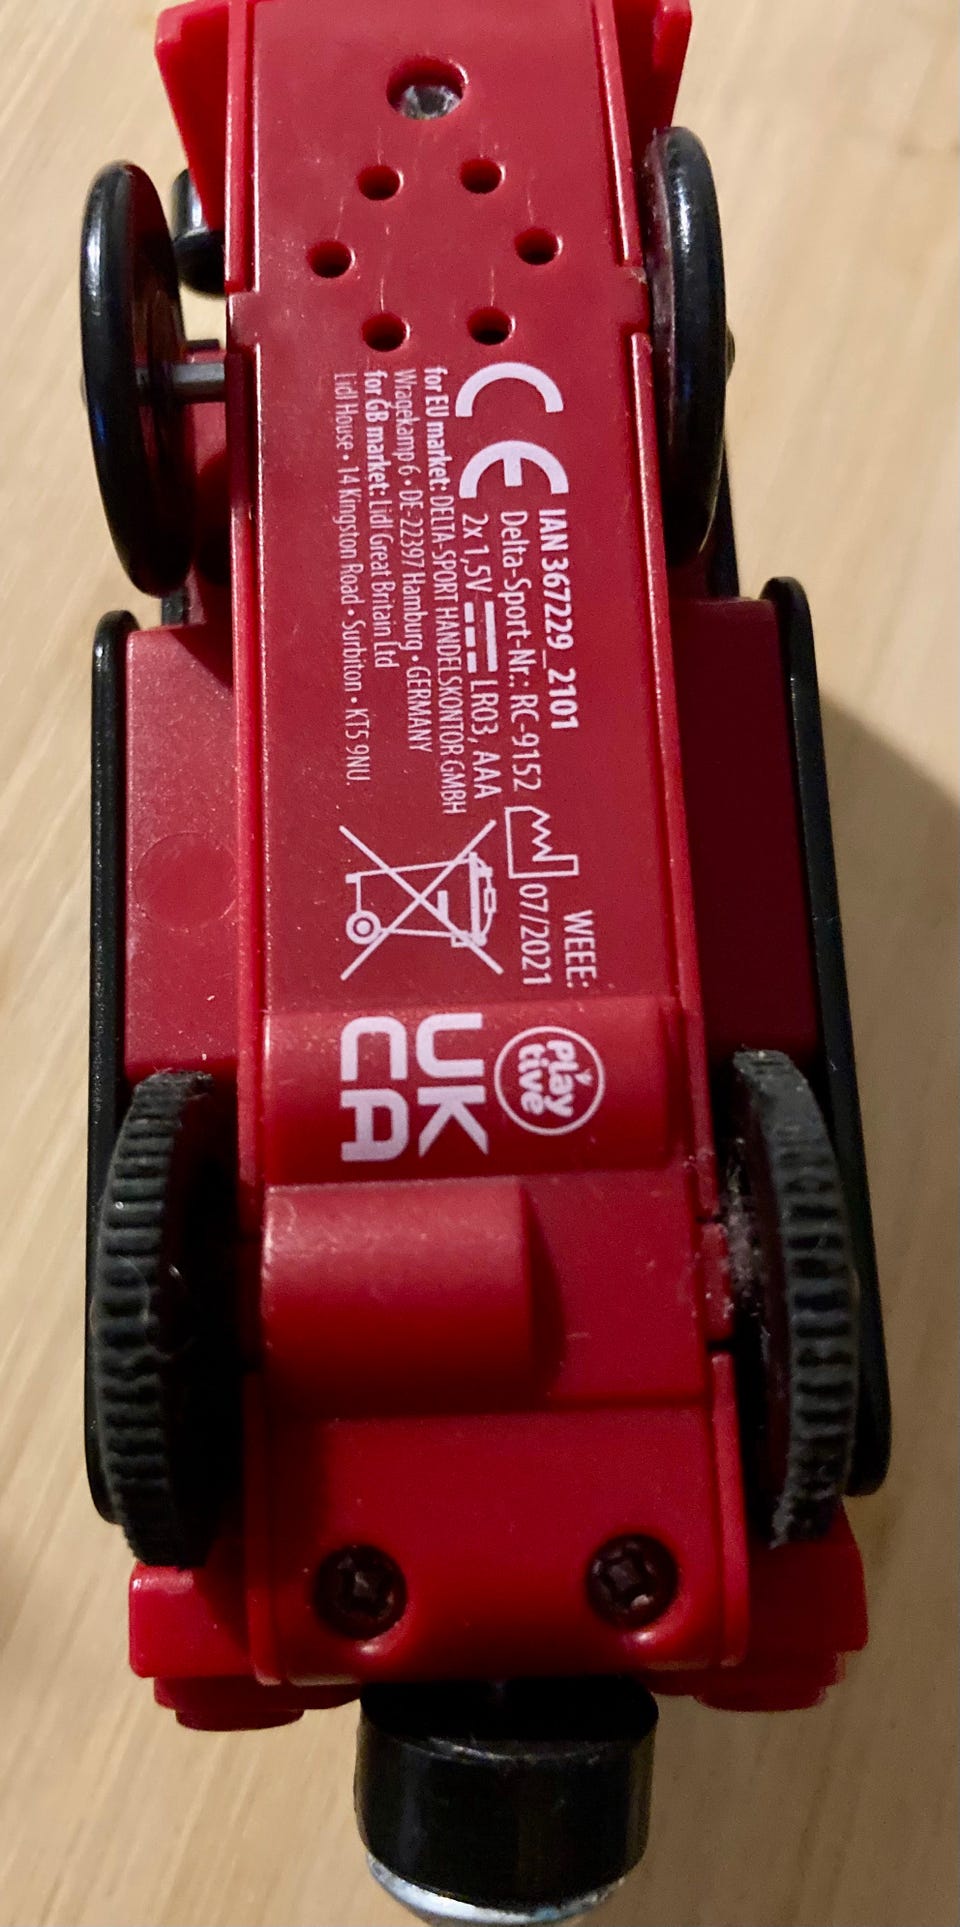 CE
IAN 367229_2101
Delta-Sport-Nr.: RC-9152
2x 1,5V LR03, AAA
for EU market: DELTA-SPORT HANDELSKONTOR GMBH
Wragekamp 6 • DE-22397 Hamburg • GERMANY
for GB market: Lidl Great Britain Ltd
Lidl House • 14 Kingston Road • Surbiton • KT5 9NU
WEEE:
07/2021
play
tive
UK
CA